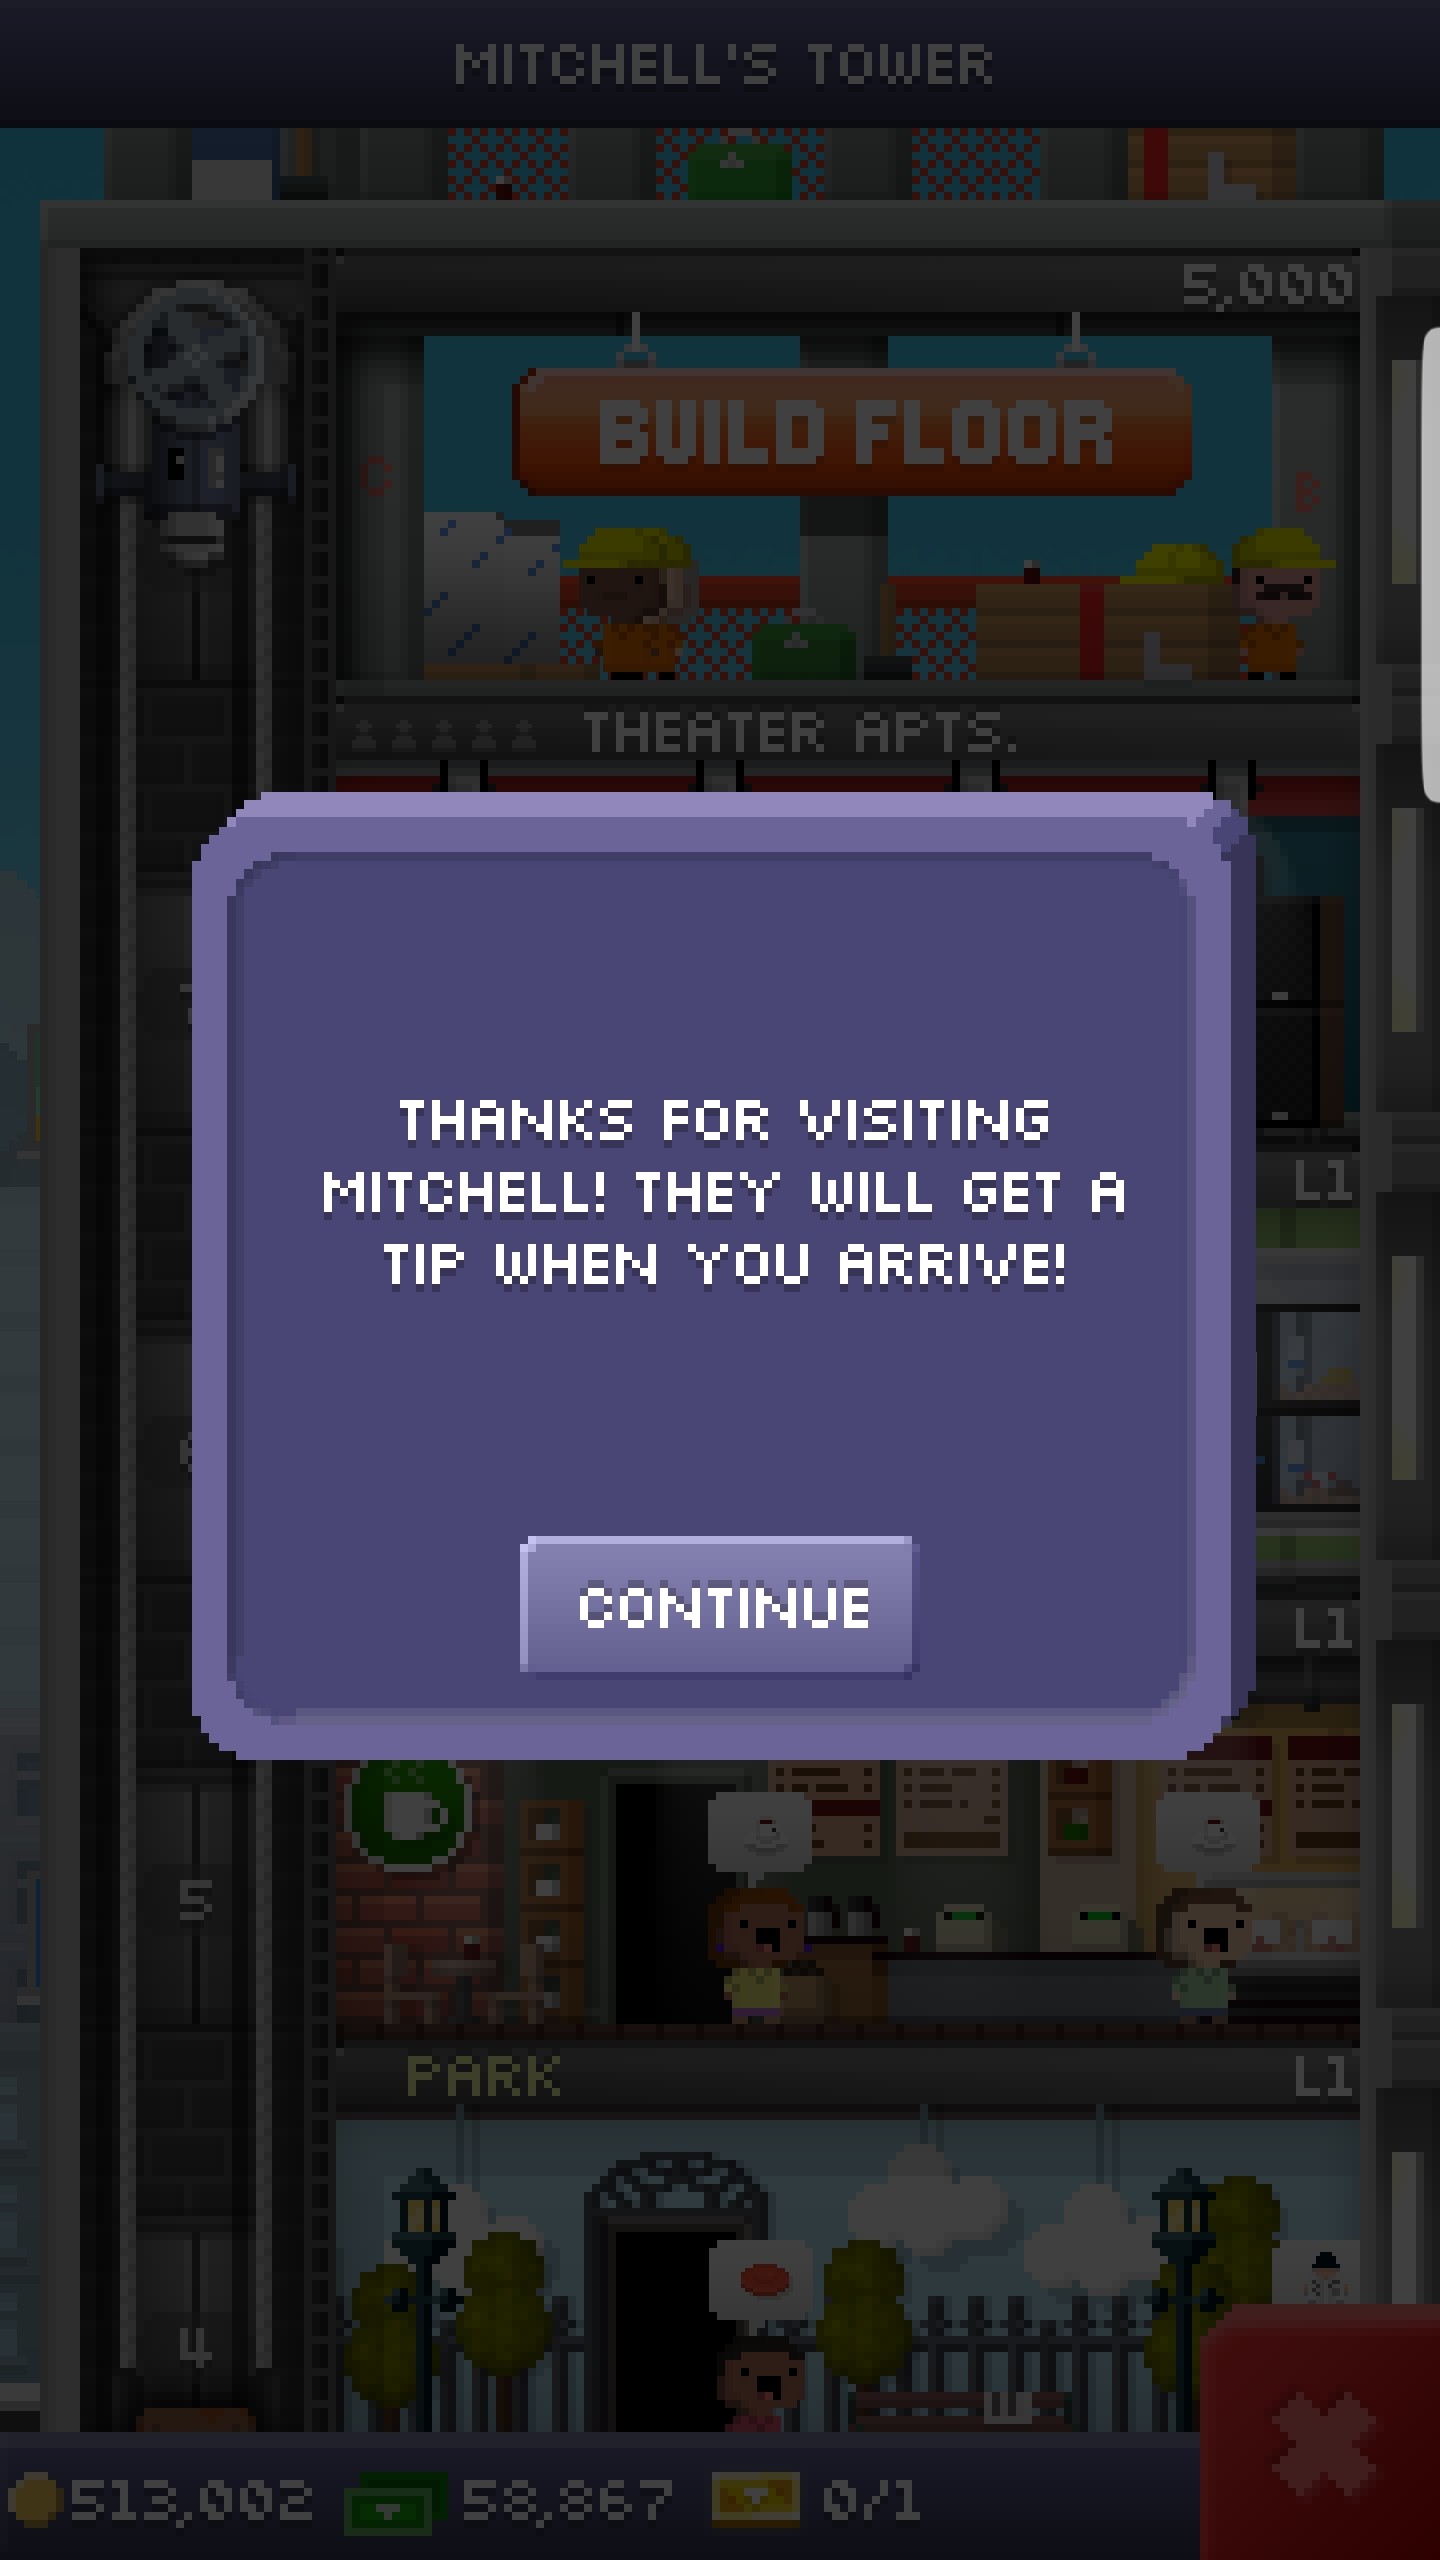 MITCHELL'S TOWER
5,000
BUILD FLOOR
C
B
THEATER APTS.
THANKS FOR VISITING
MITCHELL! THEY WILL GET A
TIP WHEN YOU ARRIVE!
L1
L1
CONTINUE
5
PARK
L1
4
513,002
58,867
0/1